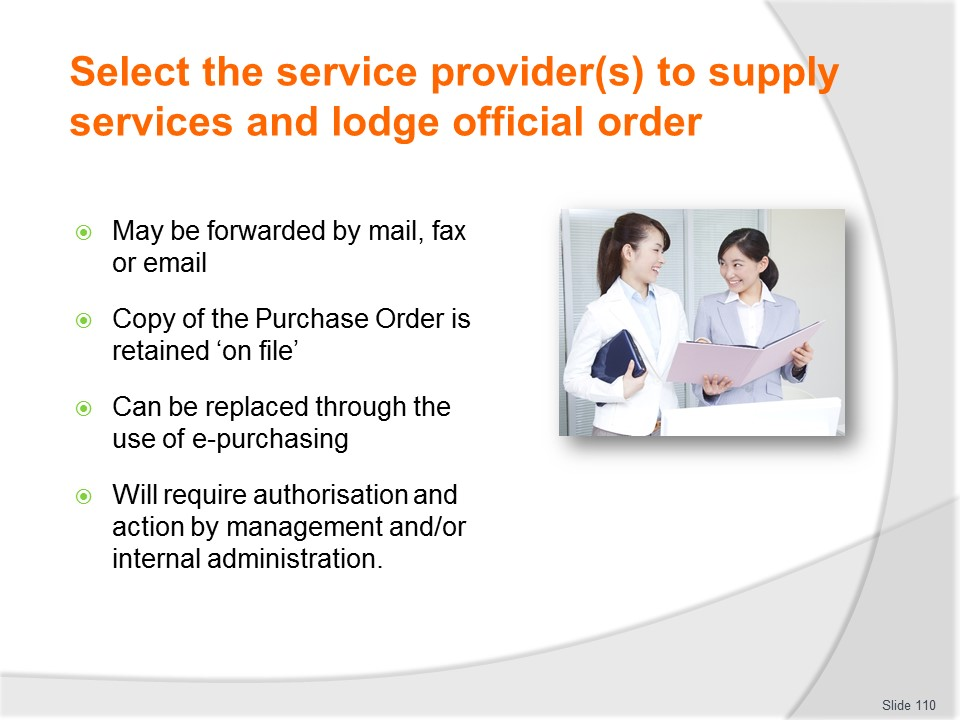 Select the service provider(s) to supply
services and lodge official order
May be forwarded by mail, fax
or email
Copy of the Purchase Order is
retained ‘on file’
Can be replaced through the
use of e-purchasing
Will require authorisation and
action by management and/or
internal administration.
Slide 110